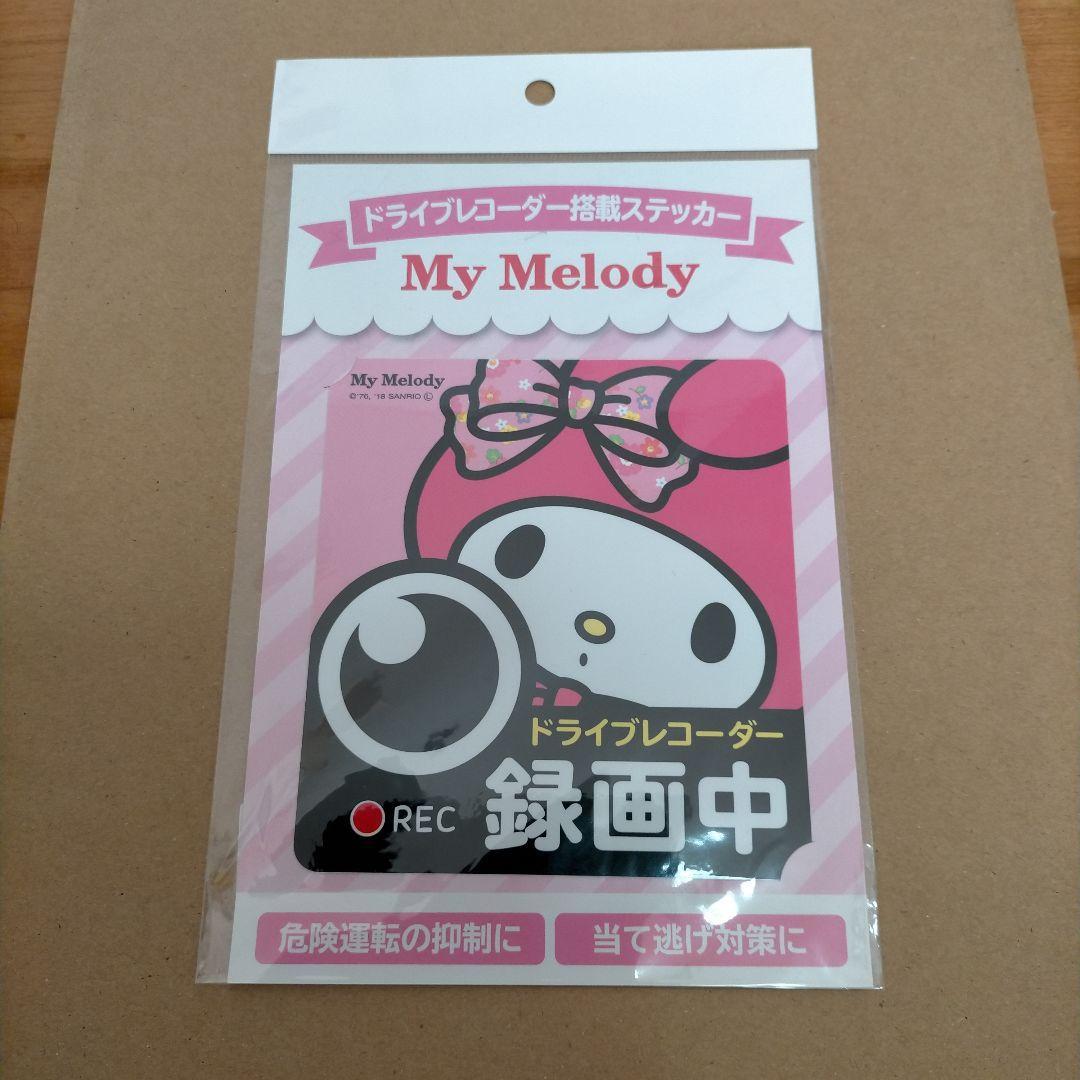 ドライブレコーダー搭載ステッカー
My Melody
My Melody
©'76, '18 SANRIO Ⓛ
ドライブレコーダー
REC 録画中
危険運転の抑制に
当て逃げ対策に